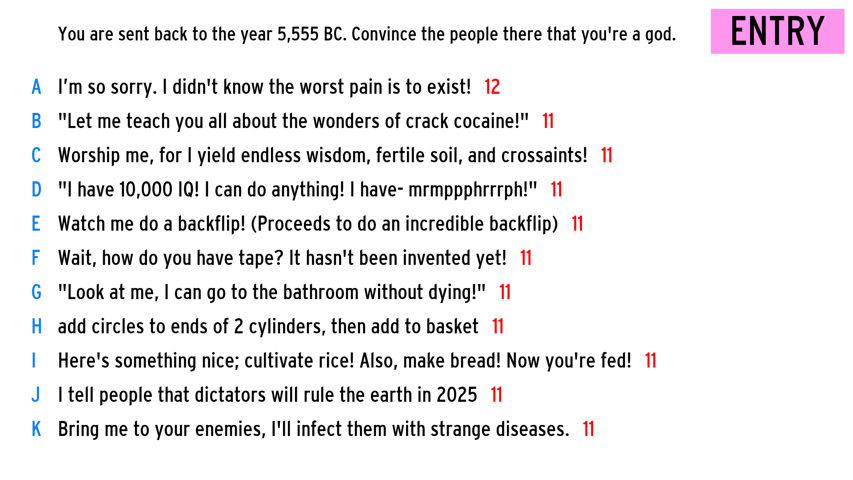 You are sent back to the year 5,555 BC. Convince the people there that you're a god.
ENTRY
A I'm so sorry. I didn't know the worst pain is to exist! 12
B "Let me teach you all about the wonders of crack cocaine!" 11
C Worship me, for I yield endless wisdom, fertile soil, and crossaints! 11
D "I have 10,000 IQ! I can do anything! I have- mrmppphrrrph!" 11
E Watch me do a backflip! (Proceeds to do an incredible backflip) 11
F Wait, how do you have tape? It hasn't been invented yet! 11
G "Look at me, I can go to the bathroom without dying!" 11
H add circles to ends of 2 cylinders, then add to basket 11
I Here's something nice; cultivate rice! Also, make bread! Now you're fed! 11
J I tell people that dictators will rule the earth in 2025 11
K Bring me to your enemies, I'll infect them with strange diseases. 11